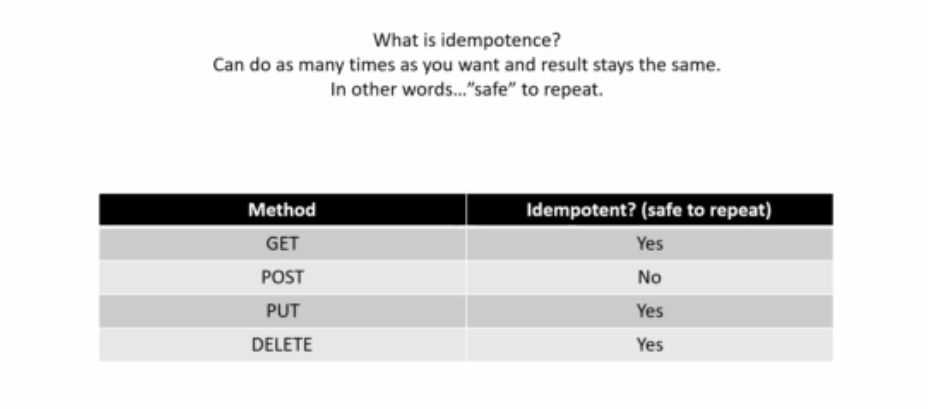 What is idempotence?
Can do as many times as you want and result stays the same.
In other words…”safe” to repeat.
Method Idempotent? (safe to repeat)
GET Yes
POST No
PUT Yes
DELETE Yes